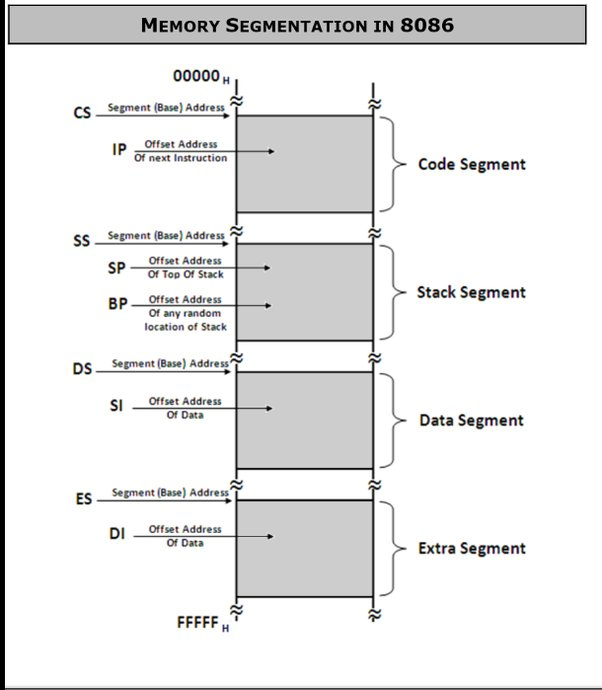 MEMORY SEGMENTATION IN 8086
00000 H
CS Segment (Base) Address
IP Offset Address
Of next Instruction
Code Segment
SS Segment (Base) Address
SP Offset Address
Of Top Of Stack
BP Offset Address
Of any random
location of Stack
Stack Segment
DS Segment (Base) Address
SI Offset Address
Of Data
Data Segment
ES Segment (Base) Address
DI Offset Address
Of Data
Extra Segment
FFFFF H